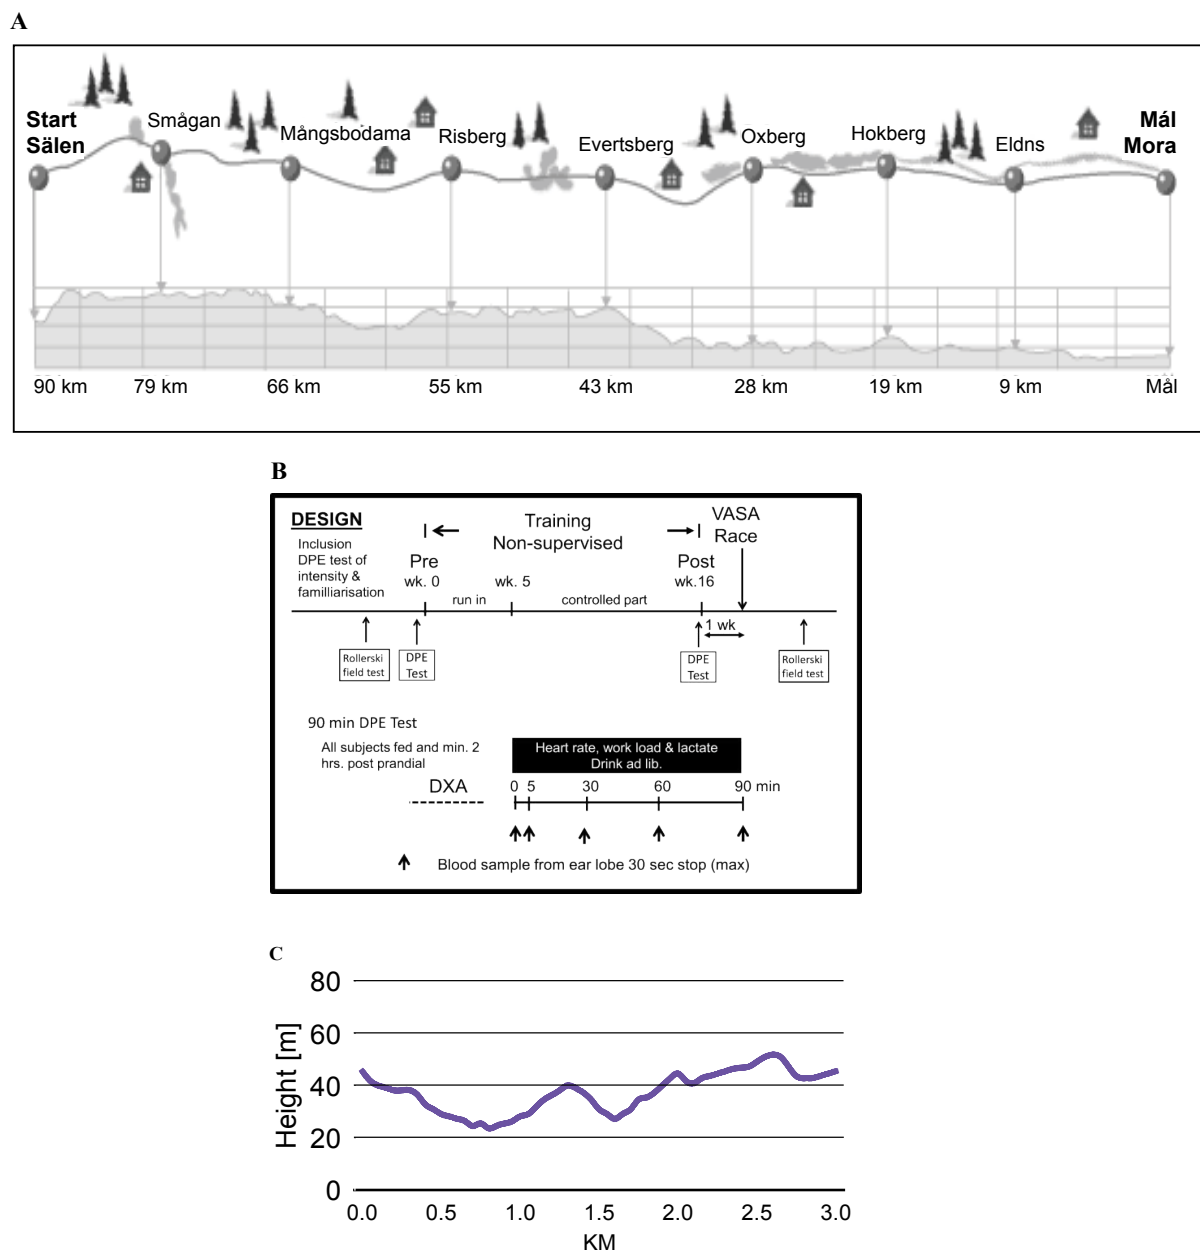 A
Start
Sälen
Smågan
Mångsbodarna
Risberg
Evertsberg
Oxberg
Hokberg
Eldns
Mål
Mora
90 km
79 km
66 km
55 km
43 km
28 km
19 km
9 km
Mål
B
DESIGN
Inclusion
DPE test of
intensity &
familliarisation
Training
Non-supervised
VASA
Race
Pre
wk. 0
wk. 5
Post
wk.16
run in
controlled part
1 wk
Rollerski
field test
DPE
Test
DPE
Test
Rollerski
field test
90 min DPE Test
All subjects fed and min. 2
hrs. post prandial
Heart rate, work load & lactate
Drink ad lib.
DXA
0 5 30 60 90 min
Blood sample from ear lobe 30 sec stop (max)
C
Height [m]
80
60
40
20
0
0.0 0.5 1.0 1.5 2.0 2.5 3.0
KM